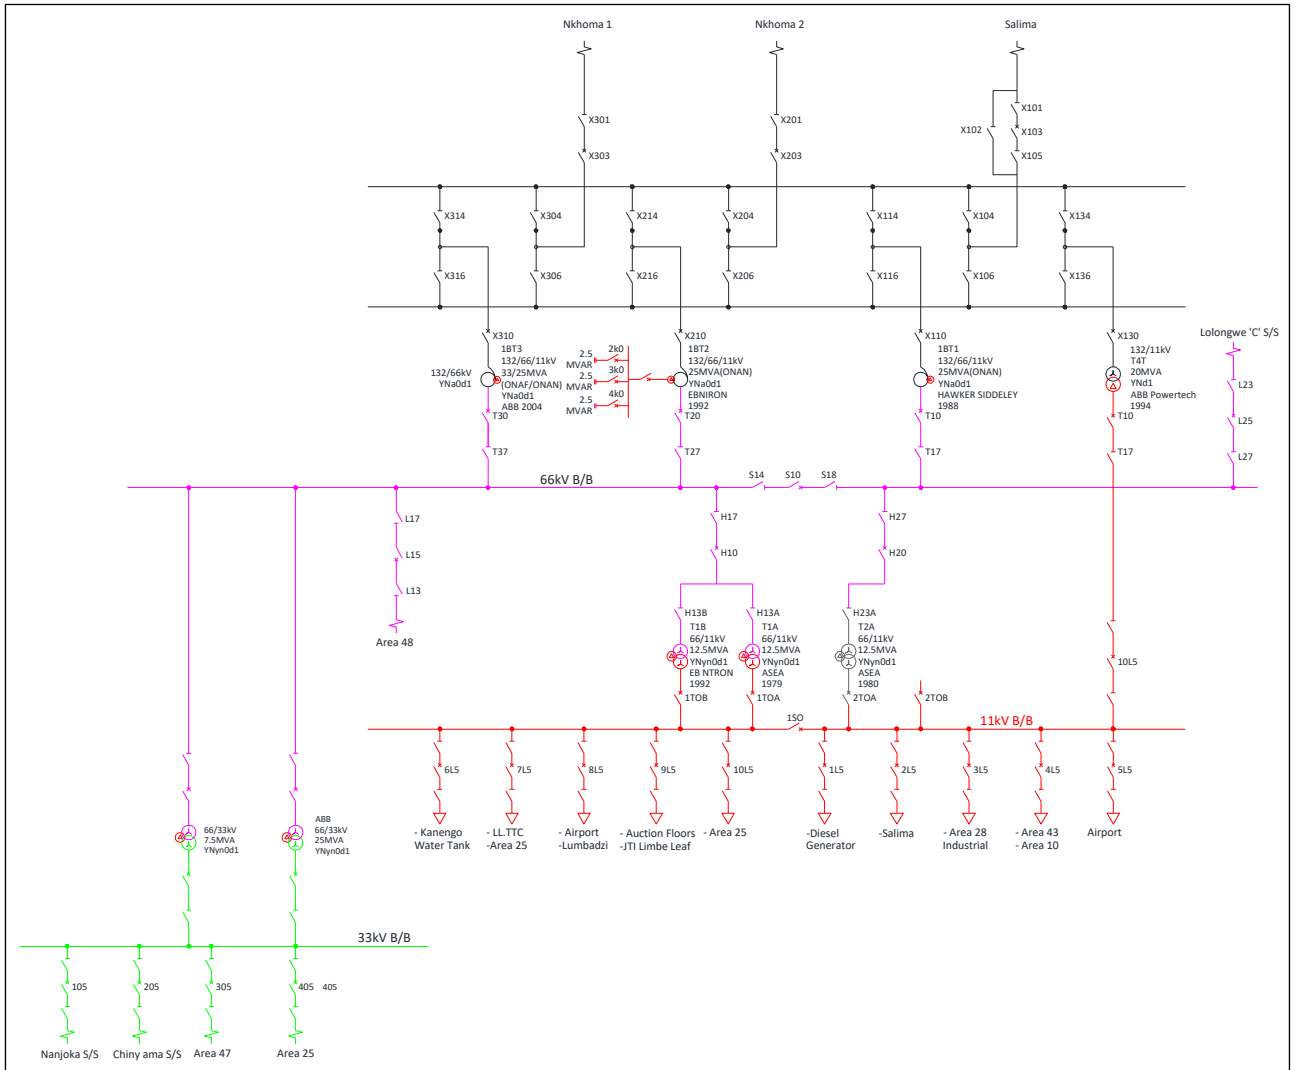 Nkhoma 1
Nkhoma 2
Salima
X301
X303
X201
X203
X101
X102
X103
X105
X314
X304
X214
X204
X114
X104
X134
X316
X306
X216
X206
X116
X106
X136
X310
1BT3
132/66/11kV
33/25MVA
(ONAF/ONAN)
YNa0d1
ABB 2004
132/66kV
YNa0d1
T30
T37
2.5
MVAR
2k0
2.5
MVAR
3k0
2.5
MVAR
4k0
X210
1BT2
132/66/11kV
25MVA(ONAN)
YNa0d1
EBNIRON
1992
T20
T27
X110
1BT1
132/66/11kV
25MVA(ONAN)
YNa0d1
HAWKER SIDDELEY
1988
T10
T17
X130
132/11kV
T4T
20MVA
YNd1
ABB Powertech
1994
T10
T17
Lolongwe 'C' S/S
L23
L25
L27
66kV B/B
S14
S10
S18
L17
L15
L13
Area 48
H17
H10
H27
H20
H13B
T1B
66/11kV
12.5MVA
YNyn0d1
EB NTRON
1992
1TOB
H13A
T1A
66/11kV
12.5MVA
YNyn0d1
ASEA
1979
1TOA
H23A
T2A
66/11kV
12.5MVA
YNyn0d1
ASEA
1980
2TOA
2TOB
10L5
1SO
11kV B/B
6L5
7L5
8L5
9L5
10L5
1L5
2L5
3L5
4L5
5L5
- Kanengo
Water Tank
- LL.TTC
-Area 25
- Airport
-Lumbadzi
- Auction Floors
-JTI Limbe Leaf
- Area 25
-Diesel
Generator
-Salima
- Area 28
Industrial
- Area 43
- Area 10
Airport
66/33kV
7.5MVA
YNyn0d1
ABB
66/33kV
25MVA
YNyn0d1
33kV B/B
105
205
305
405
405
Nanjoka S/S
Chiny ama S/S
Area 47
Area 25